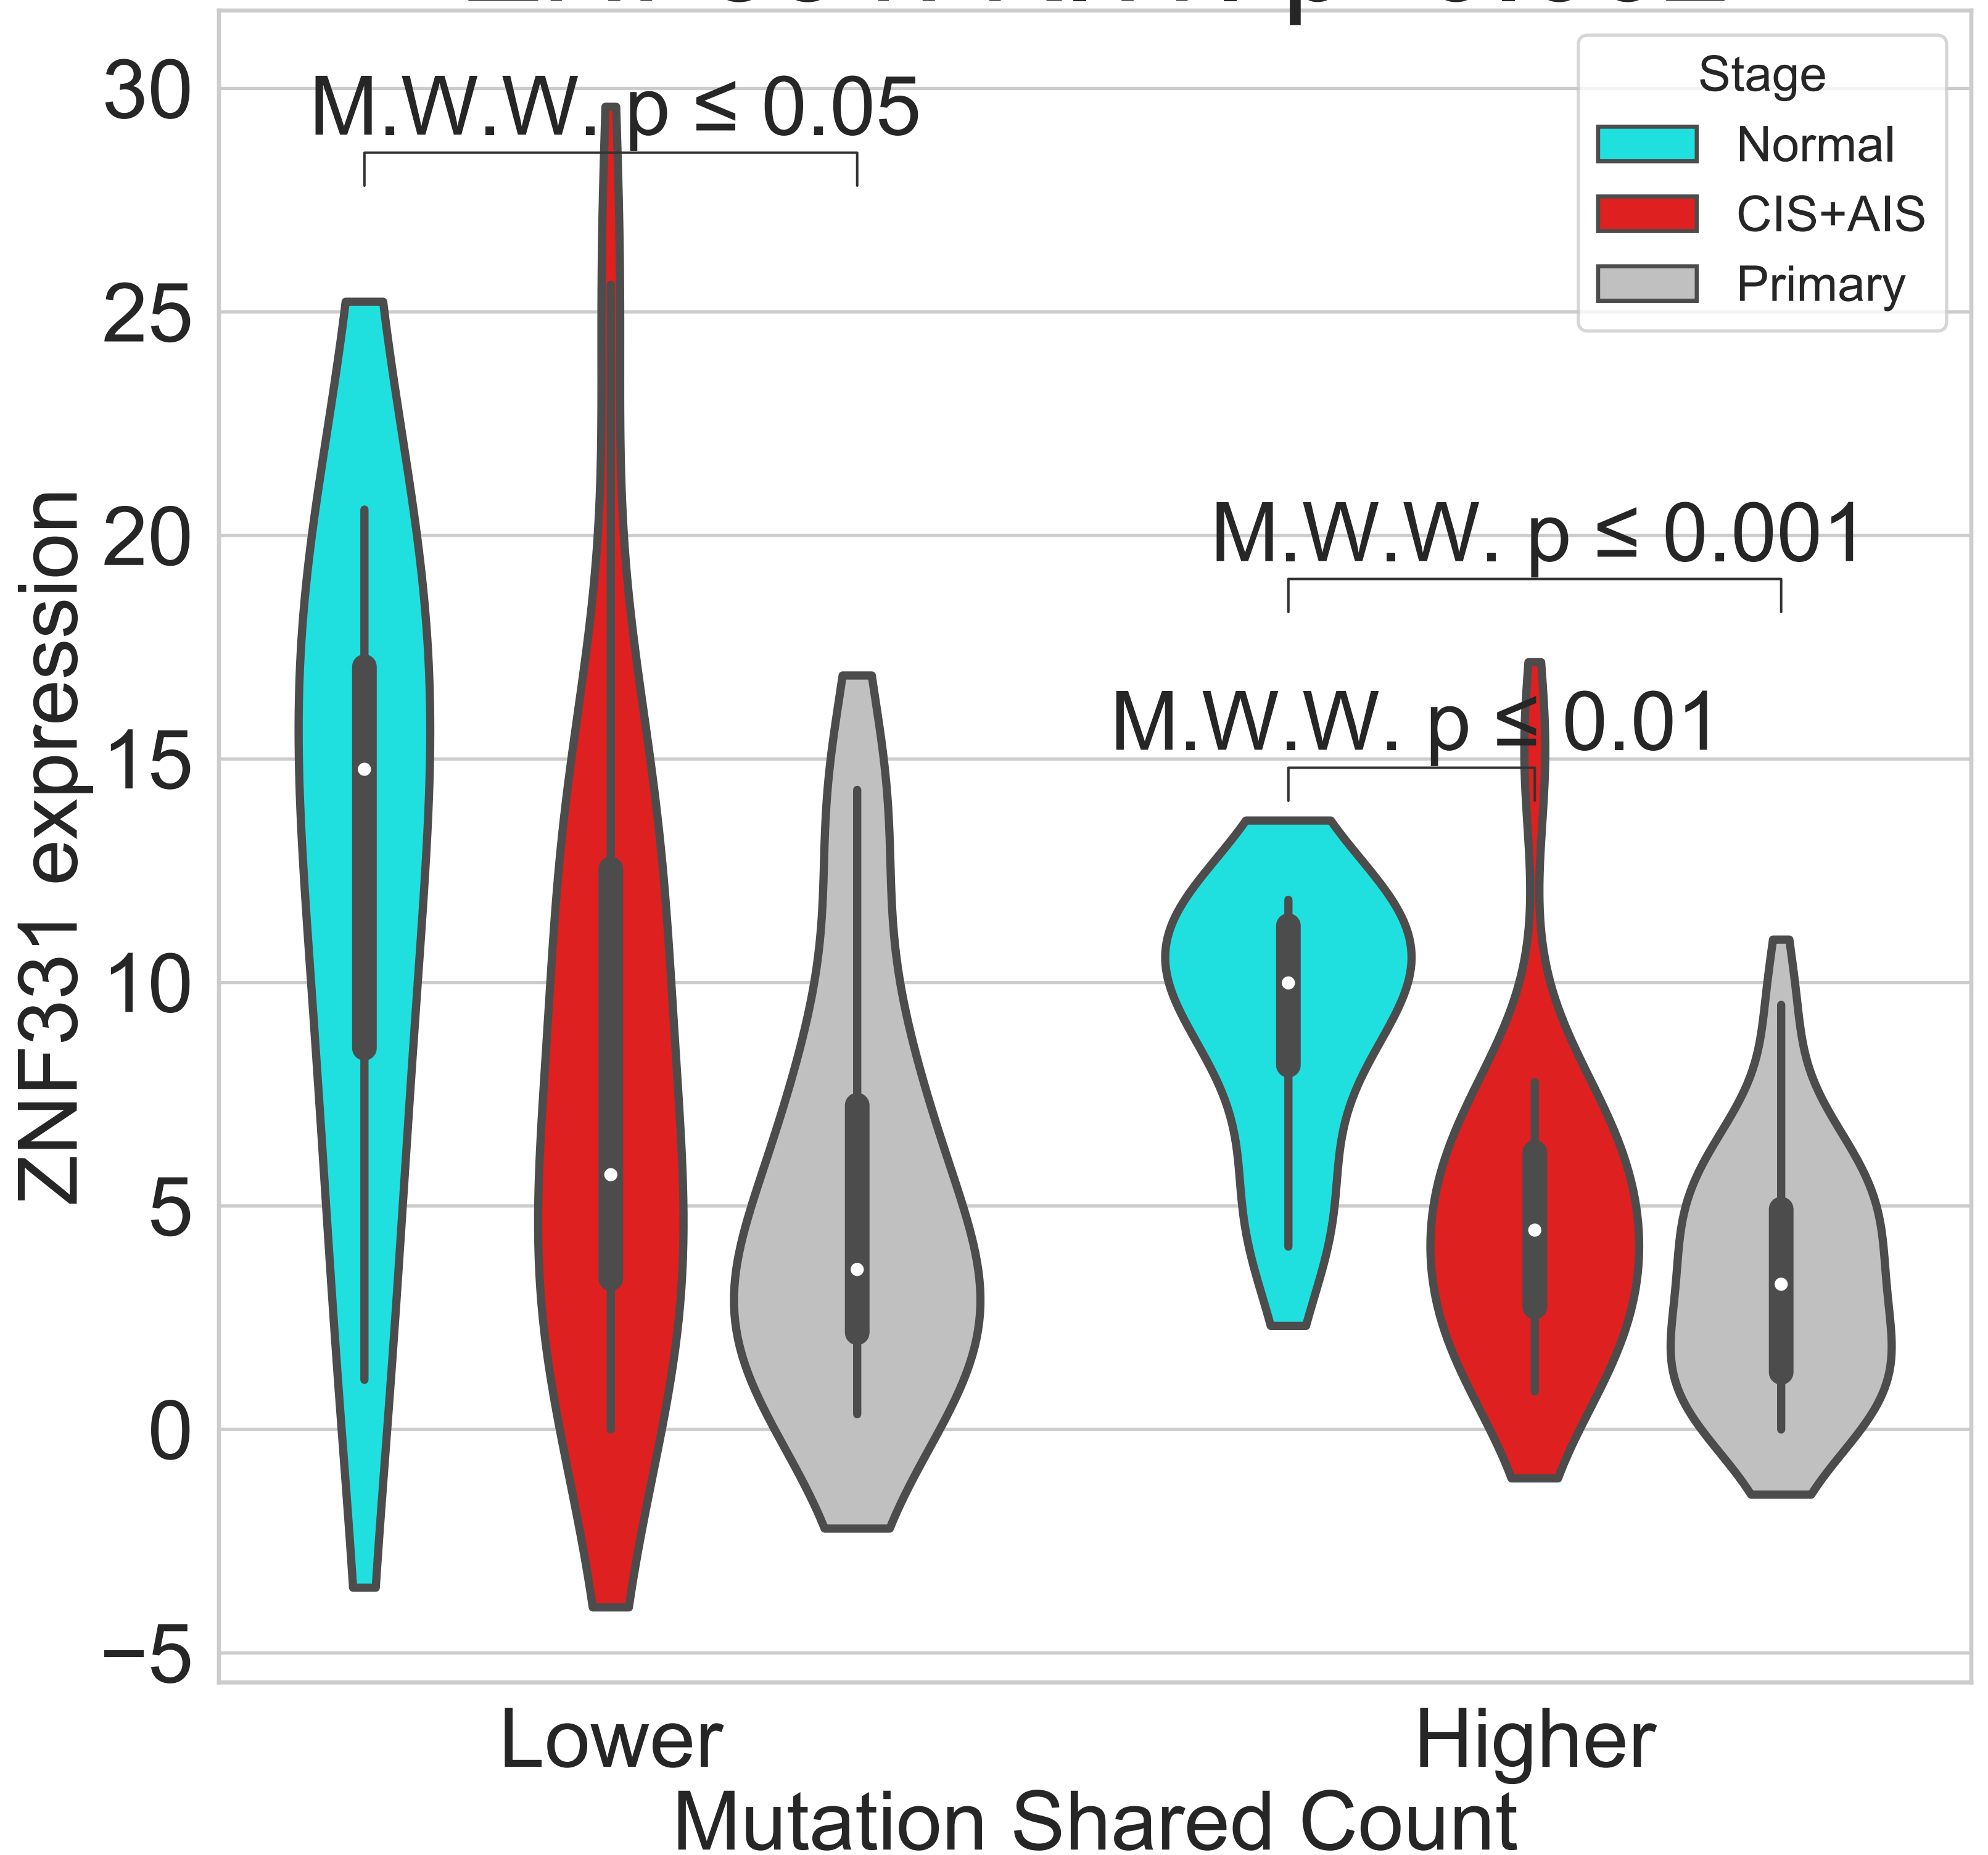 30
25
20
15
10
5
0
−5
ZNF331 expression
M.W.W. p ≤ 0.05
M.W.W. p ≤ 0.001
M.W.W. p ≤ 0.01
Stage
Normal
CIS+AIS
Primary
Lower
Higher
Mutation Shared Count